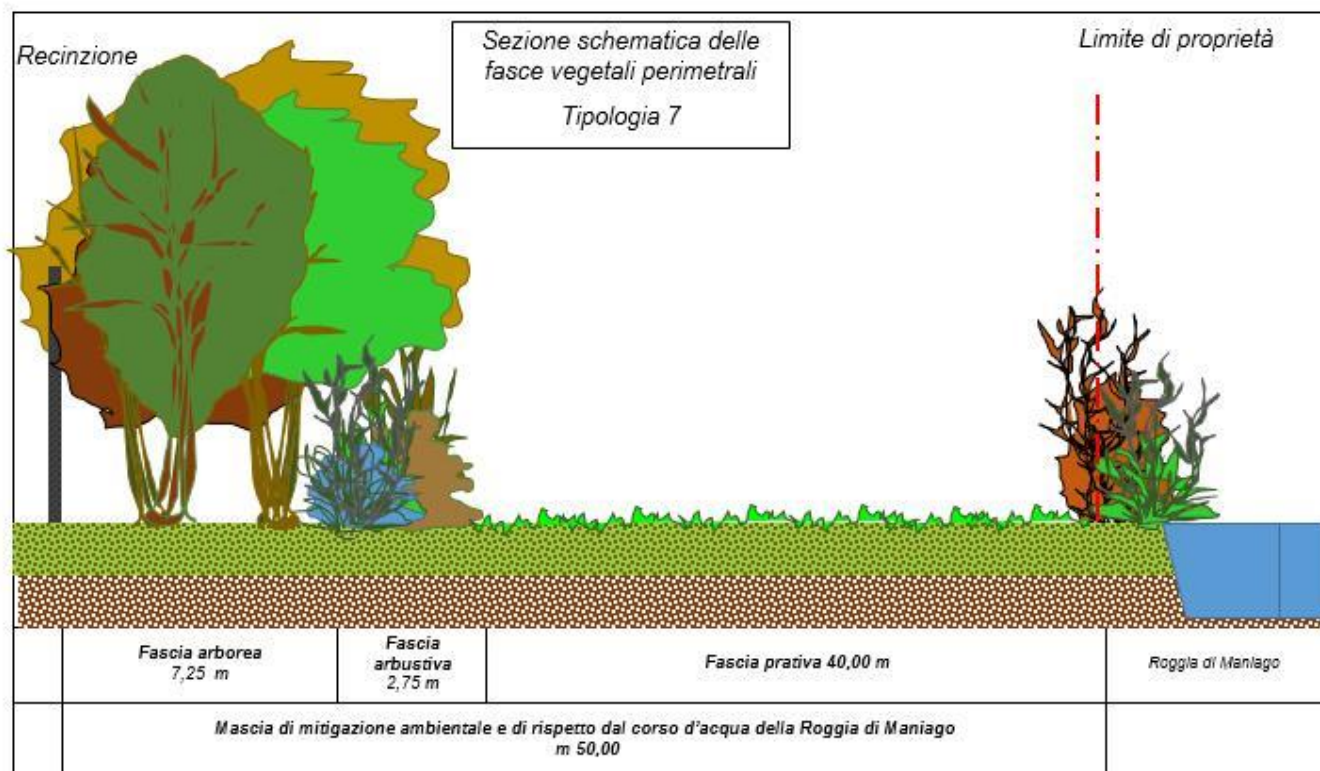 Recinzione
Sezione schematica delle
fasce vegetali perimetrali
Tipologia 7
Limite di proprietà
Fascia arborea
7,25 m
Fascia
arbustiva
2,75 m
Fascia prativa 40,00 m
Roggia di Maniago
Mascia di mitigazione ambientale e di rispetto dal corso d'acqua della Roggia di Maniago
m 50,00